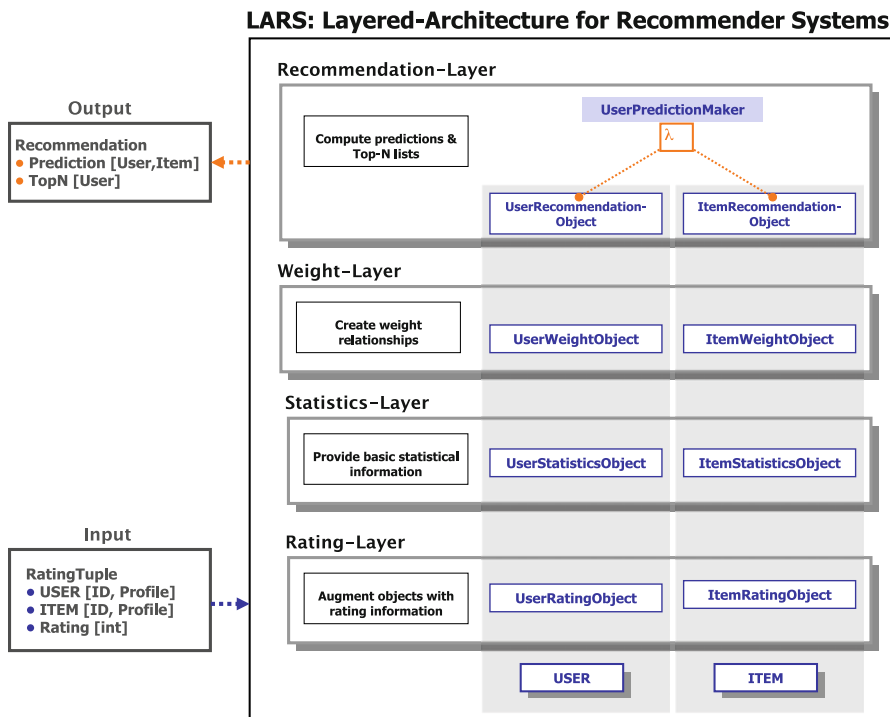 LARS: Layered-Architecture for Recommender Systems
Recommendation-Layer
Output
UserPredictionMaker
Compute predictions &
Top-N lists
λ
Recommendation
Prediction [User,Item]
TopN [User]
UserRecommendation-
Object
ItemRecommendation-
Object
Weight-Layer
Create weight
relationships
UserWeightObject
ItemWeightObject
Statistics-Layer
Provide basic statistical
information
UserStatisticsObject
ItemStatisticsObject
Input
Rating-Layer
RatingTuple
USER [ID, Profile]
ITEM [ID, Profile]
Rating [int]
Augment objects with
rating information
UserRatingObject
ItemRatingObject
USER
ITEM